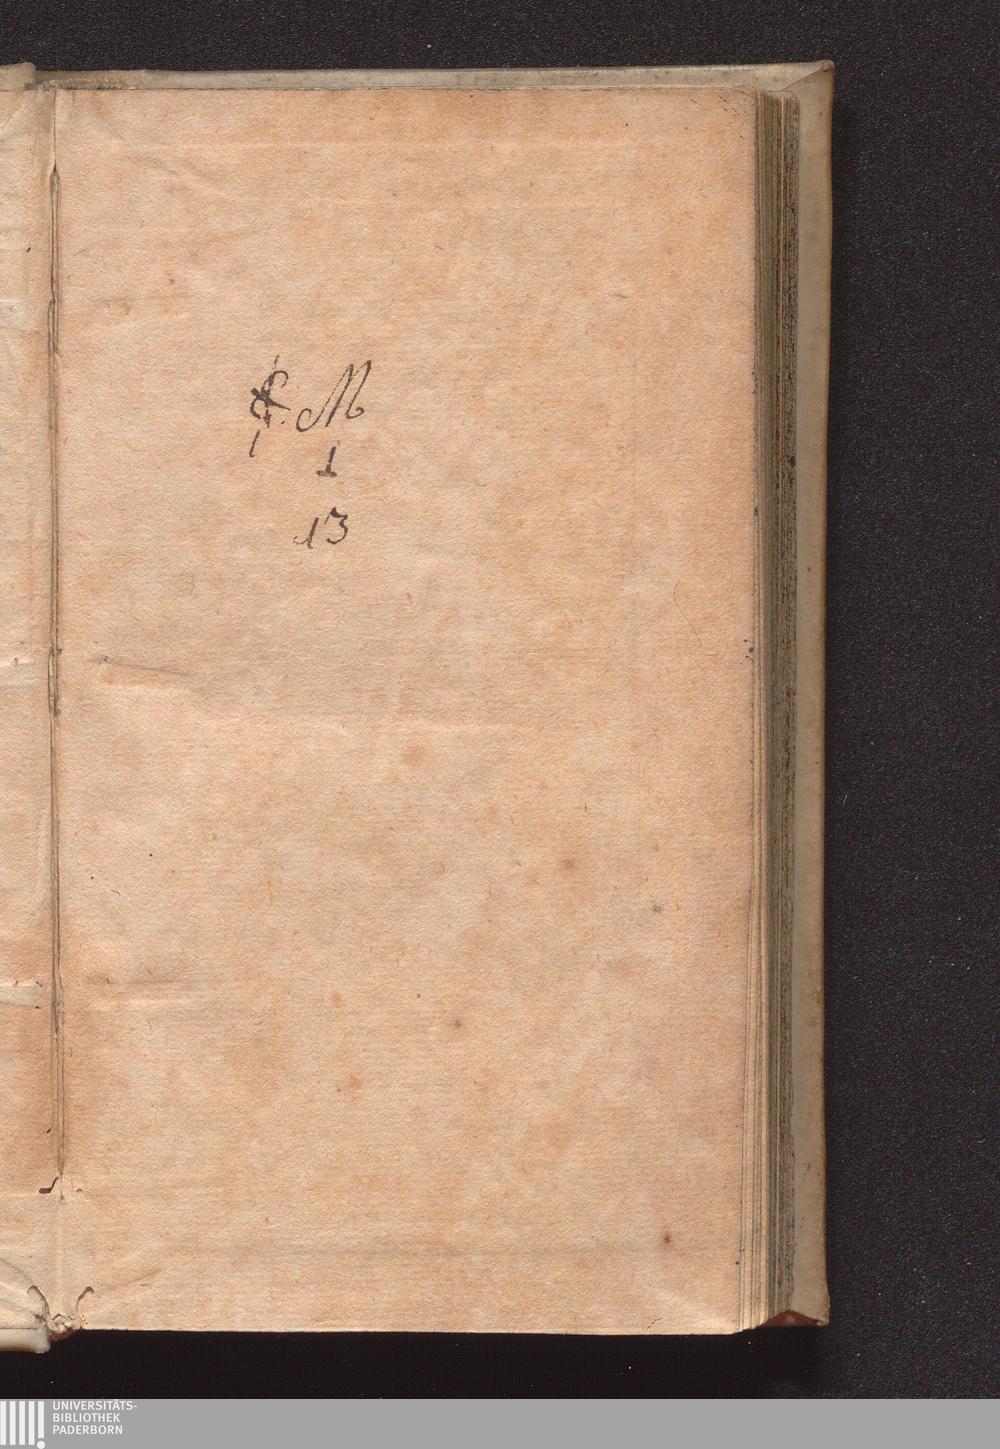 M
1
13
UNIVERSITÄTS-
BIBLIOTHEK
PADERBORN